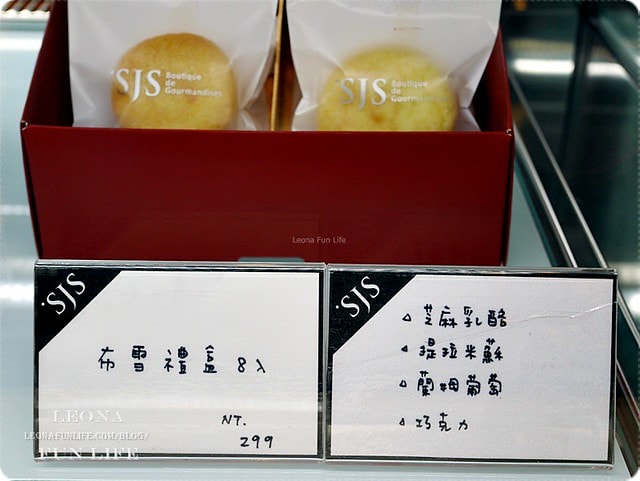 SJS Boutique
de
Gourmandises
SJS Boutique
de
Gourmandises
Leona Fun Life
SJS
布雪禮盒 8入
NT.
299
SJS
△ 芝麻乳酪
△ 提拉米蘇
△ 蘭姆葡萄
△ 巧克力
LEONA
LEONAFUNLIFE.COM/BLOG/
FUN LIFE